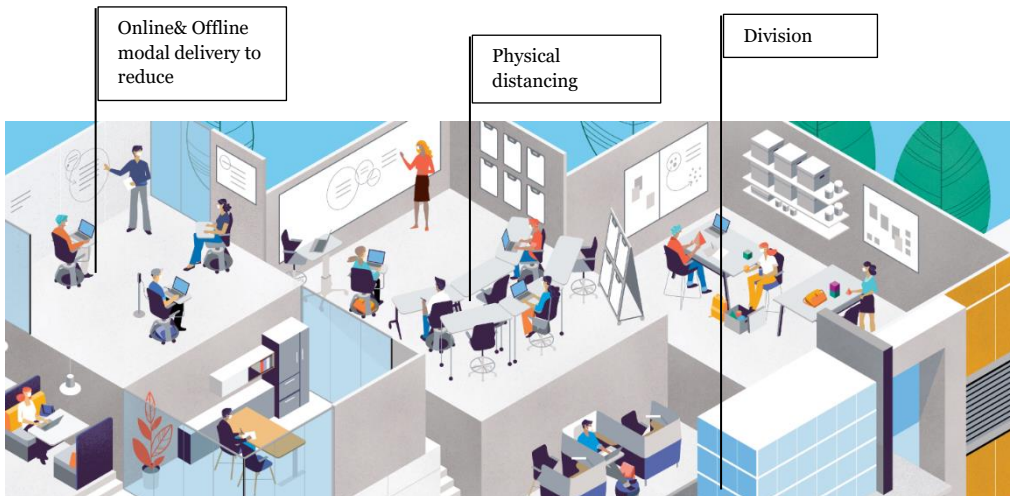 Online& Offline
modal delivery to
reduce
Physical
distancing
Division